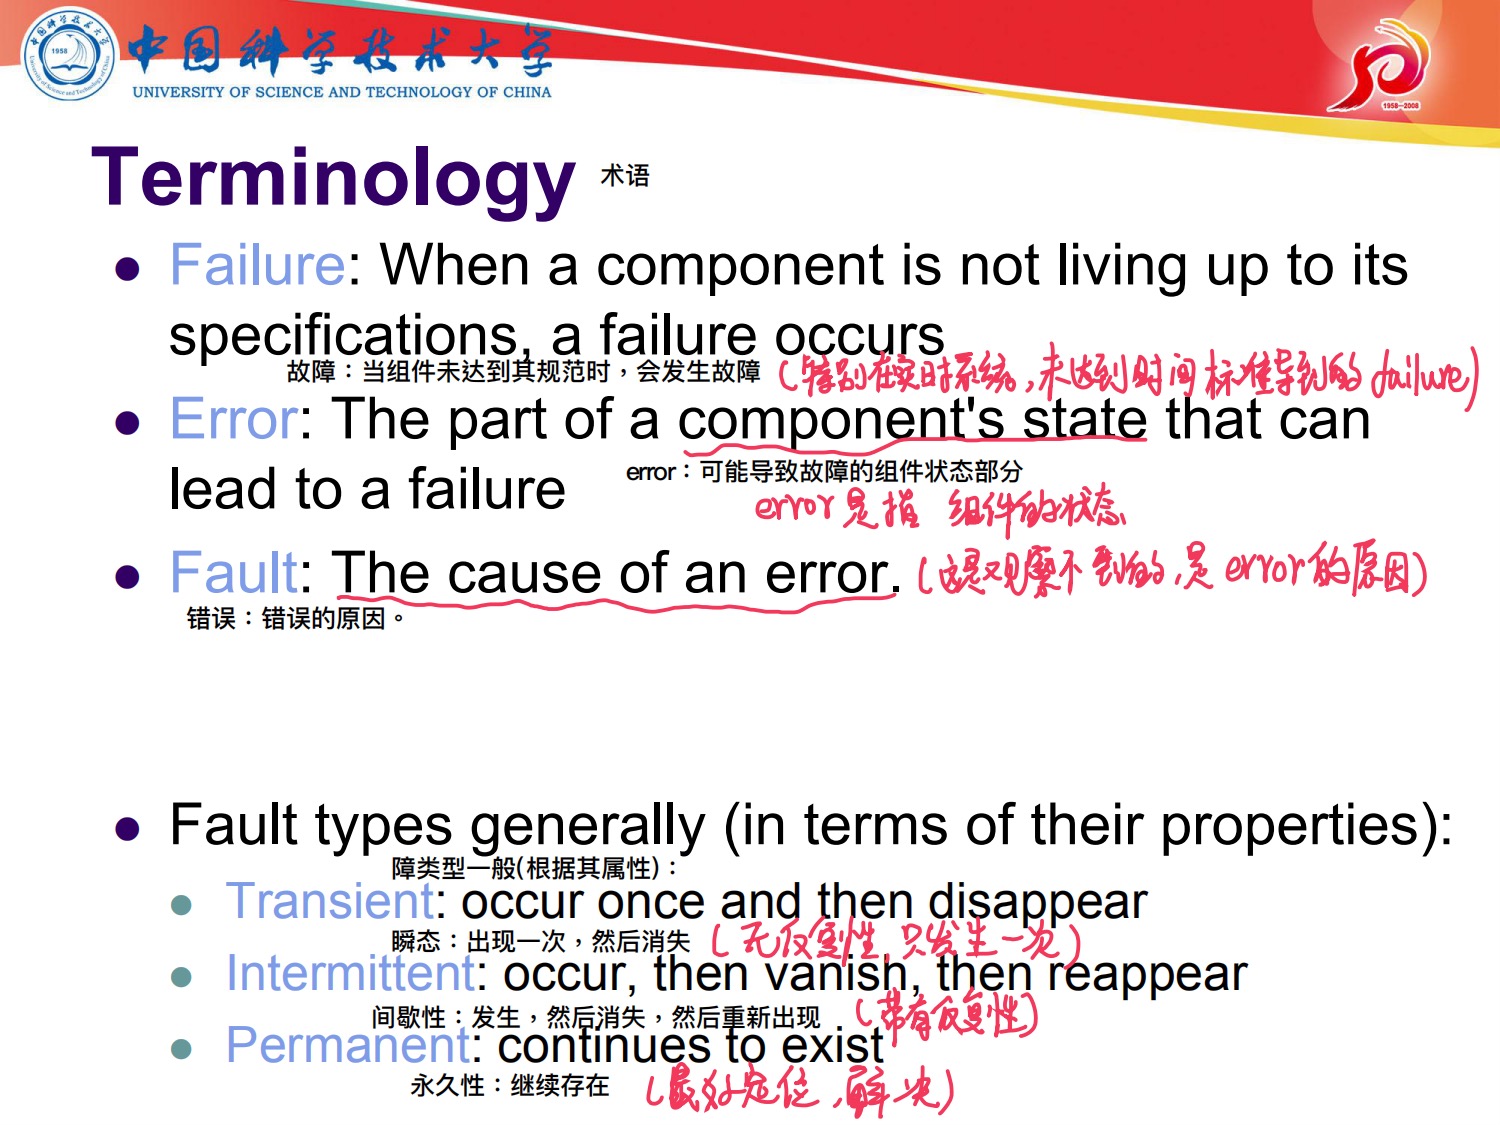 中国科学技术大学
UNIVERSITY OF SCIENCE AND TECHNOLOGY OF CHINA
1958
1958—2008
Terminology 术语
Failure: When a component is not living up to its
specifications, a failure occurs
故障：当组件未达到其规范时，会发生故障 (特别在实时系统,未达到时间标准导致的 failure)
Error: The part of a component's state that can
lead to a failure error：可能导致故障的组件状态部分
error 是指 组件的状态
Fault: The cause of an error. (这是观察不到的,是 error 的原因)
错误：错误的原因。
Fault types generally (in terms of their properties):
障类型一般(根据其属性)：
Transient: occur once and then disappear
瞬态：出现一次，然后消失 (无反复性,只发生一次)
Intermittent: occur, then vanish, then reappear
间歇性：发生，然后消失，然后重新出现 (带有反复性)
Permanent: continues to exist
永久性：继续存在 (最好定位,解决)